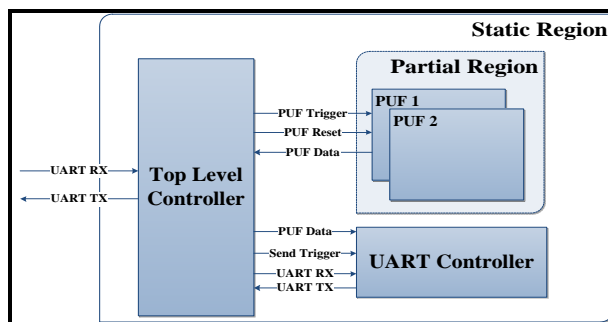 Static Region
Partial Region
PUF 1
PUF 2
PUF Trigger
PUF Reset
PUF Data
UART RX
UART TX
Top Level
Controller
PUF Data
Send Trigger
UART RX
UART TX
UART Controller